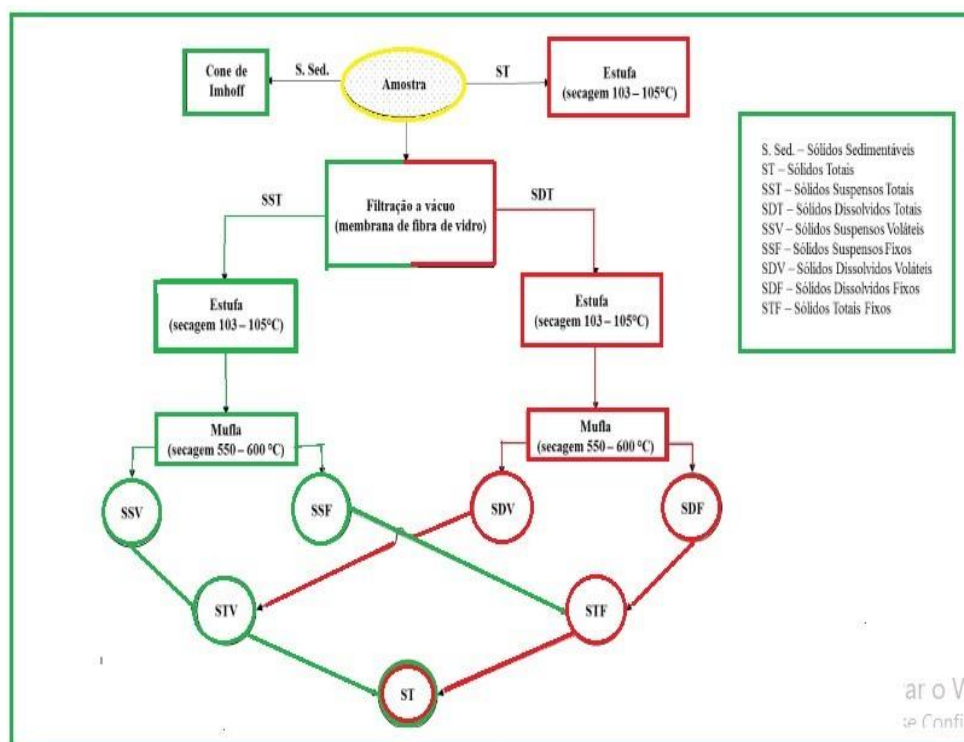 Cone de
Imhoff
S. Sed.
Amostra
ST
Estufa
(secagem 103 – 105°C)
SST
Filtração a vácuo
(membrana de fibra de vidro)
SDT
Estufa
(secagem 103 – 105°C)
Estufa
(secagem 103 – 105°C)
Mufla
(secagem 550 – 600 °C)
Mufla
(secagem 550 – 600 °C)
SSV
SSF
SDV
SDF
STV
STF
ST
S. Sed. – Sólidos Sedimentáveis
ST – Sólidos Totais
SST – Sólidos Suspensos Totais
SDT – Sólidos Dissolvidos Totais
SSV – Sólidos Suspensos Voláteis
SSF – Sólidos Suspensos Fixos
SDV – Sólidos Dissolvidos Voláteis
SDF – Sólidos Dissolvidos Fixos
STF – Sólidos Totais Fixos
ar o